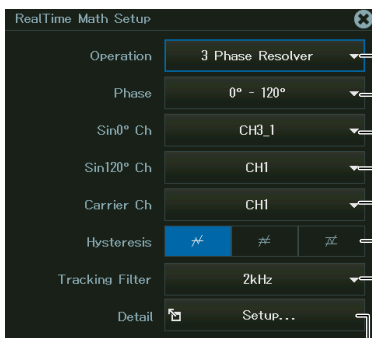 RealTime Math Setup
Operation 3 Phase Resolver
Phase 0° - 120°
Sin0° Ch CH3_1
Sin120° Ch CH1
Carrier Ch CH1
Hysteresis
Tracking Filter 2kHz
Detail Setup...